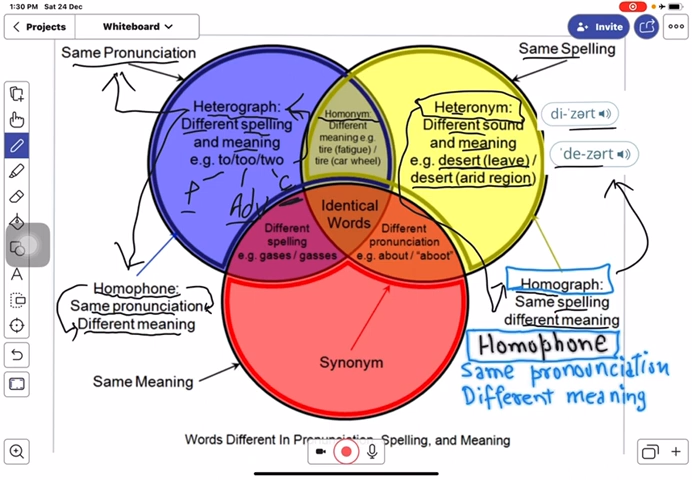 1:30 PM Sat 24 Dec
Projects
Whiteboard
Invite
Same Pronunciation
Same Spelling
Heterograph:
Different spelling
and meaning
e.g. to/too/two
P
Adv
C
Homonym:
Different
meaning e.g.
tire (fatigue) /
tire (car wheel)
Heteronym:
Different sound
and meaning
e.g. desert (leave) /
desert (arid region)
di-ˈzərt
ˈde-zərt
Identical
Words
Different
spelling
e.g. gases / gasses
Different
pronunciation
e.g. about / "aboot"
Homophone:
Same pronunciation
Different meaning
Homograph:
Same spelling
different meaning
Homophone
Same pronounciation
Different meaning
Synonym
Same Meaning
Words Different In Pronunciation, Spelling, and Meaning